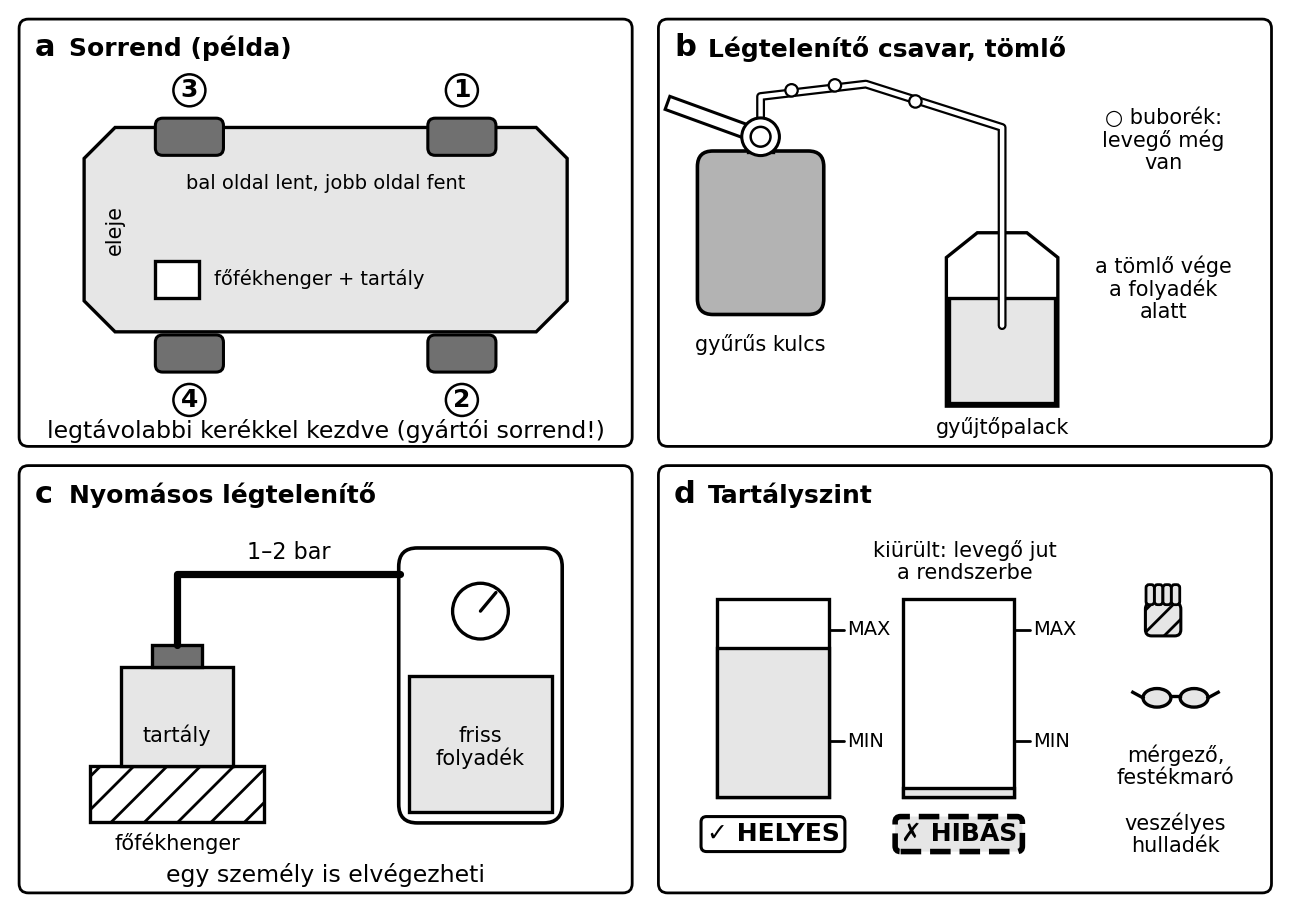 a Sorrend (példa)
3
1
bal oldal lent, jobb oldal fent
eleje
főfékhenger + tartály
4
2
legtávolabbi kerékkel kezdve (gyártói sorrend!)
b Légtelenítő csavar, tömlő
○ buborék:
levegő még
van
a tömlő vége
a folyadék
alatt
gyűrűs kulcs
gyűjtőpalack
c Nyomásos légtelenítő
1–2 bar
tartály
friss
folyadék
főfékhenger
egy személy is elvégezheti
d Tartályszint
kiürült: levegő jut
a rendszerbe
MAX
MAX
MIN
MIN
mérgező,
festékmaró
✓ HELYES
✗ HIBÁS
veszélyes
hulladék